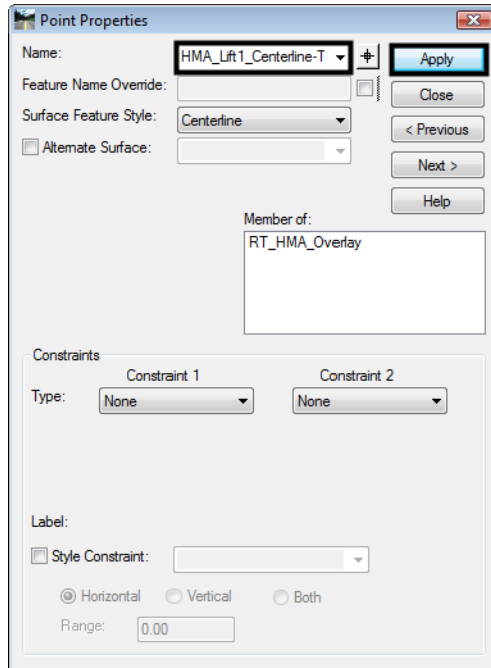 Point Properties
Name:
HMA_Lift1_Centerline-T
Apply
Feature Name Override:
Close
Surface Feature Style:
Centerline
< Previous
Alternate Surface:
Next >
Help
Member of:
RT_HMA_Overlay
Constraints
Constraint 1
Constraint 2
Type:
None
None
Label:
Style Constraint:
Horizontal
Vertical
Both
Range:
0.00